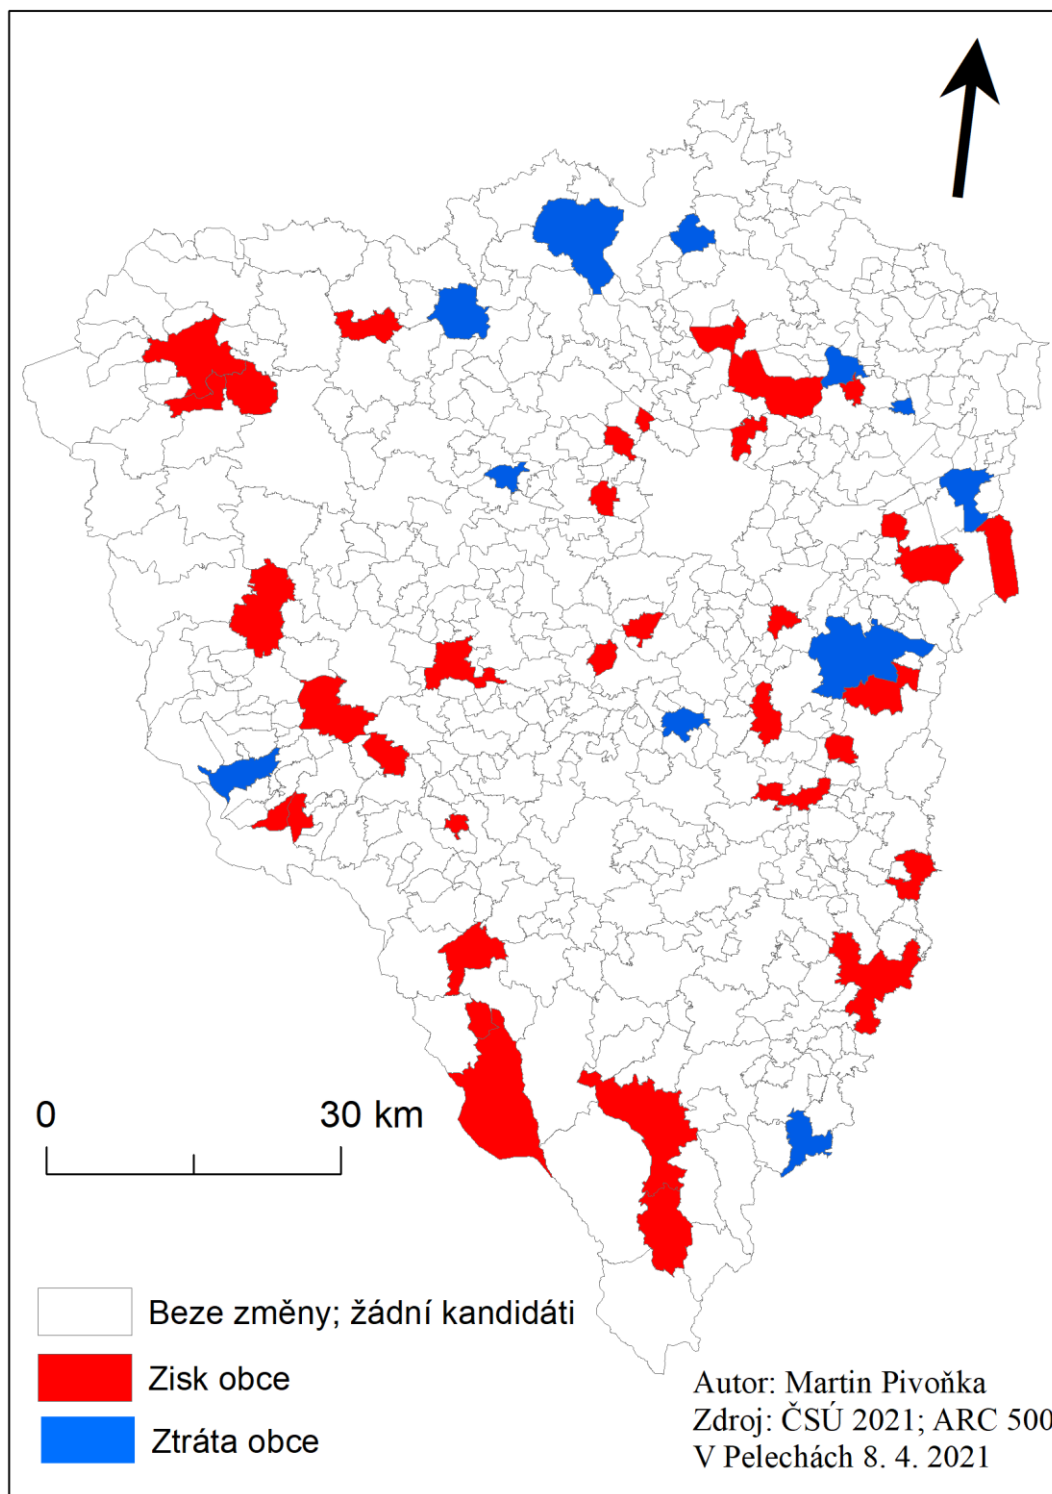 0 30 km
Beze změny; žádní kandidáti
Zisk obce
Ztráta obce
Autor: Martin Pivoňka
Zdroj: ČSÚ 2021; ARC 500
V Pelechách 8. 4. 2021